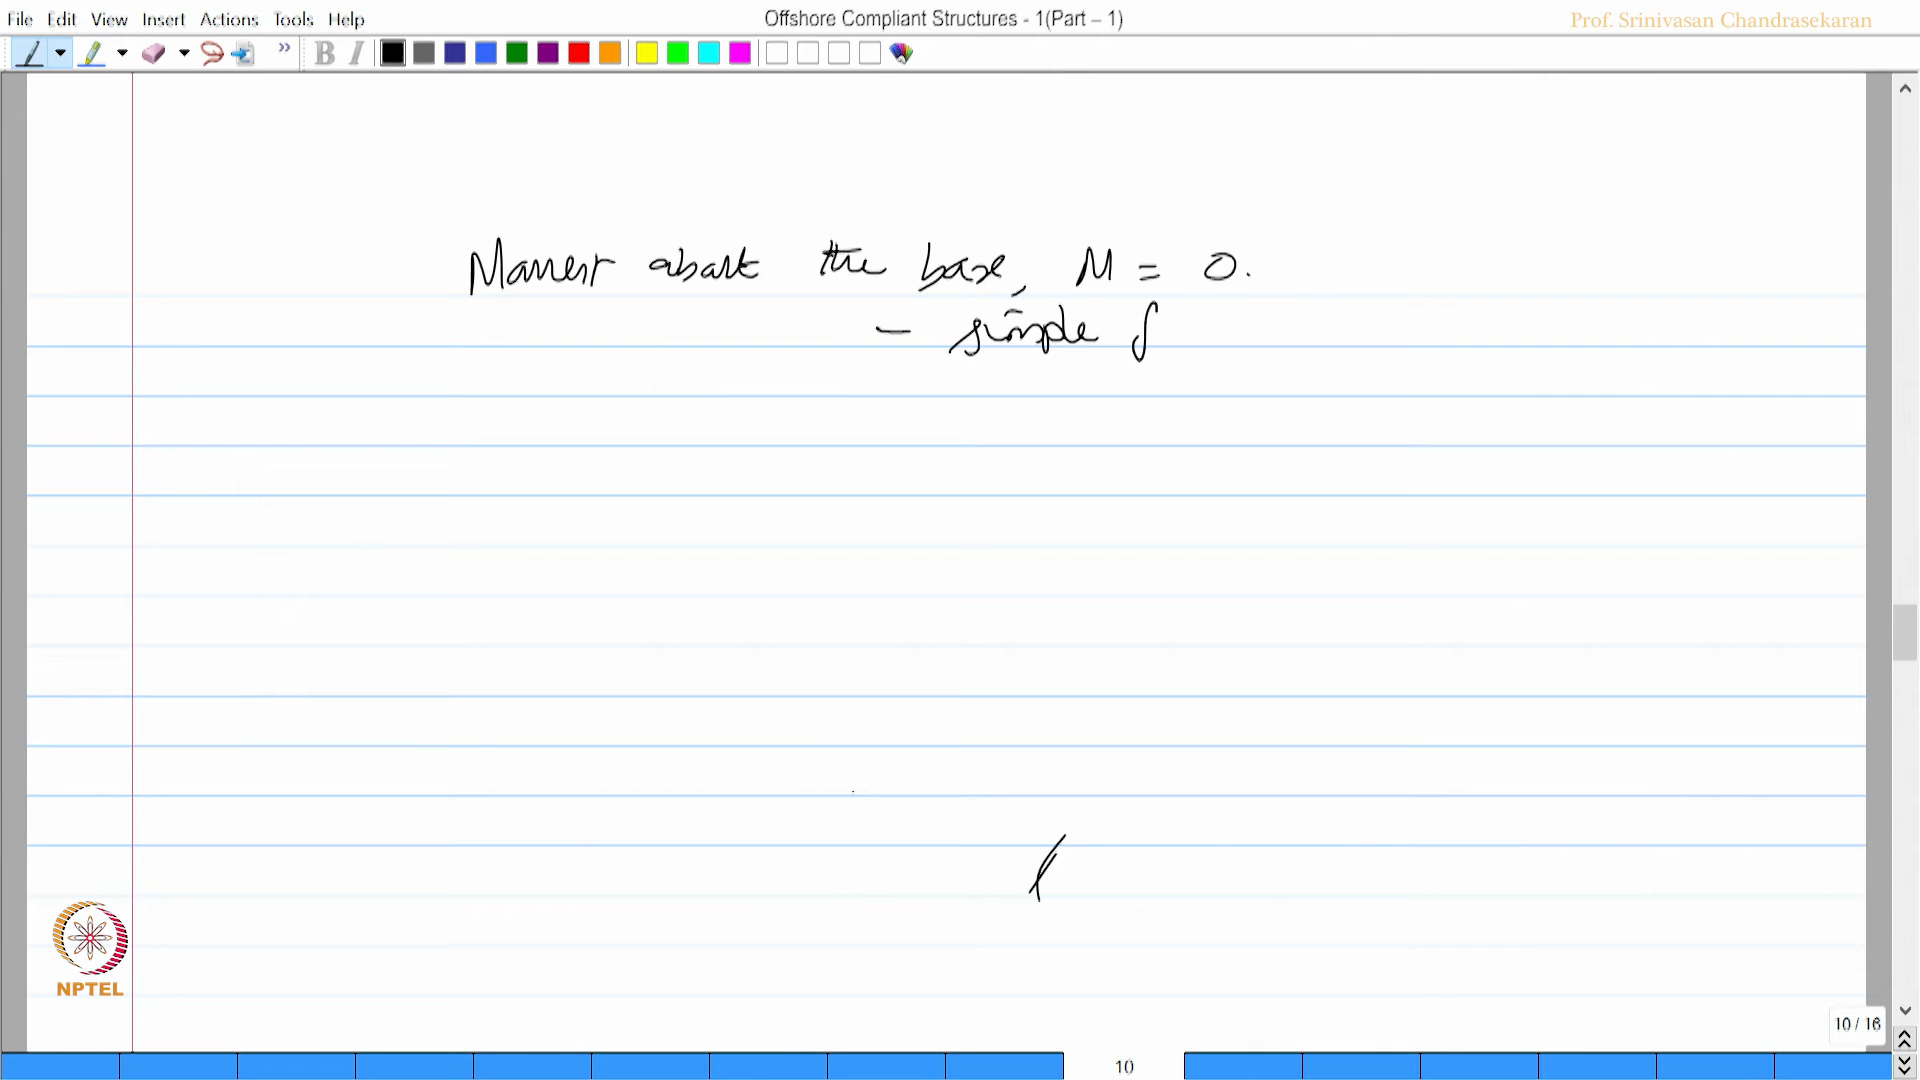 File Edit View Insert Actions Tools Help
Offshore Compliant Structures - 1(Part – 1)
Prof. Srinivasan Chandrasekaran
B I
Moment about the base, M = 0.
- simple f
NPTEL
10 / 16
10